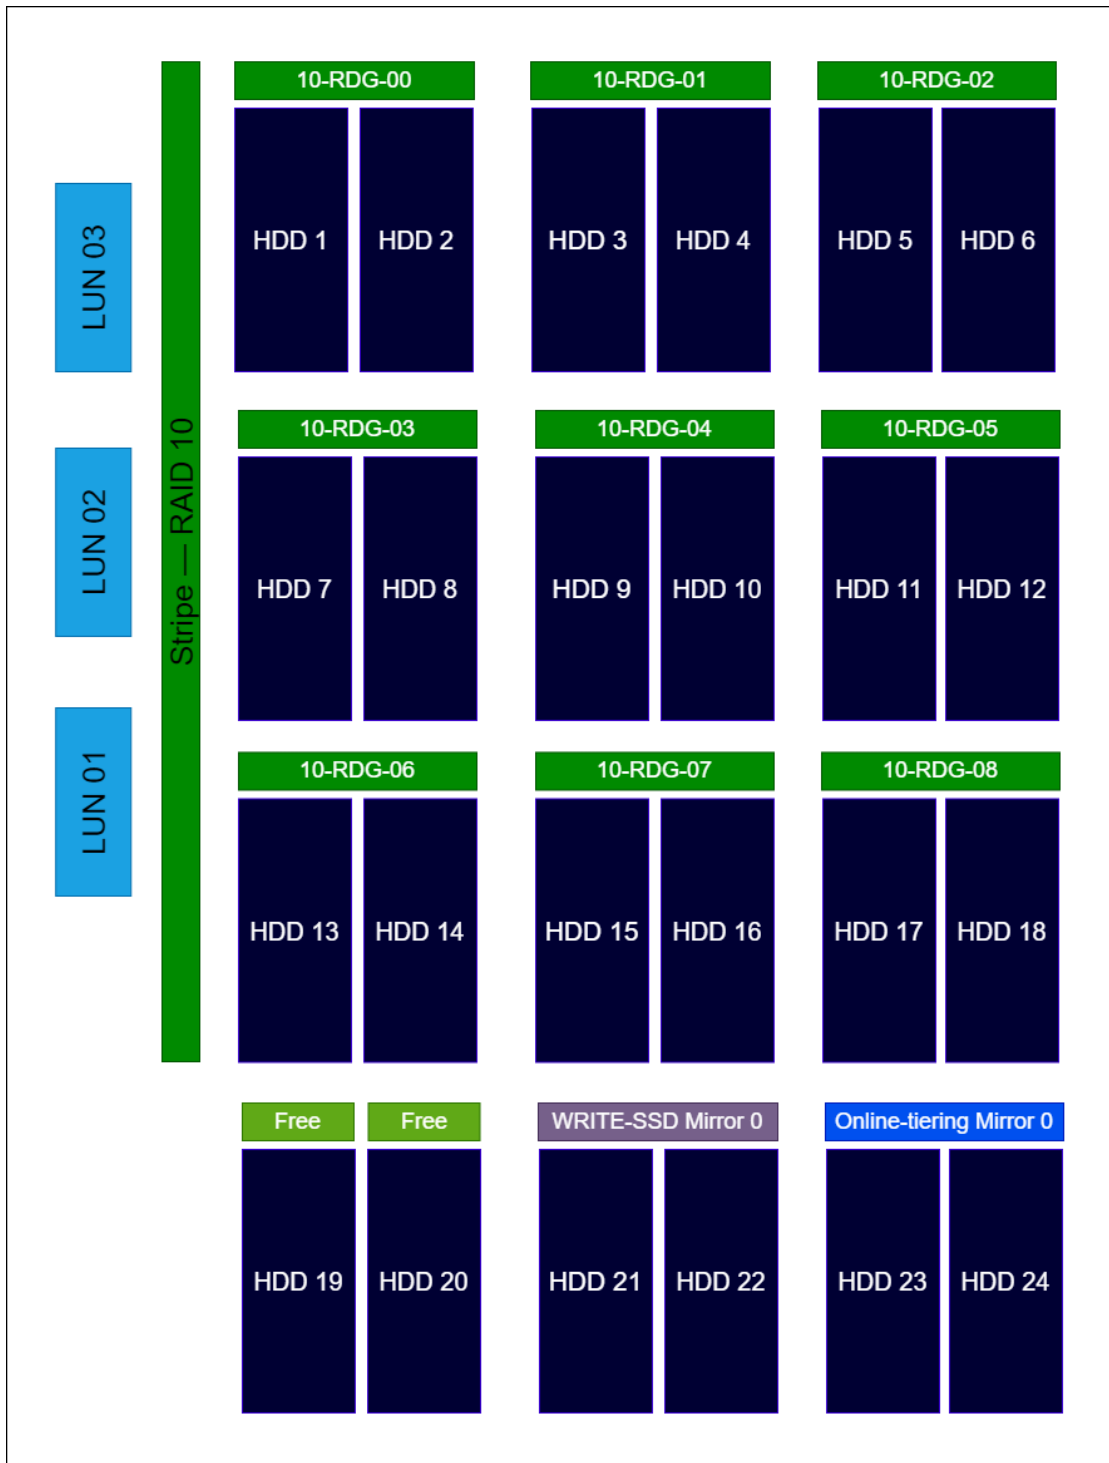 10-RDG-00
10-RDG-01
10-RDG-02
HDD 1
HDD 2
HDD 3
HDD 4
HDD 5
HDD 6
LUN 03
10-RDG-03
10-RDG-04
10-RDG-05
Stripe — RAID 10
LUN 02
HDD 7
HDD 8
HDD 9
HDD 10
HDD 11
HDD 12
10-RDG-06
10-RDG-07
10-RDG-08
LUN 01
HDD 13
HDD 14
HDD 15
HDD 16
HDD 17
HDD 18
Free
Free
WRITE-SSD Mirror 0
Online-tiering Mirror 0
HDD 19
HDD 20
HDD 21
HDD 22
HDD 23
HDD 24